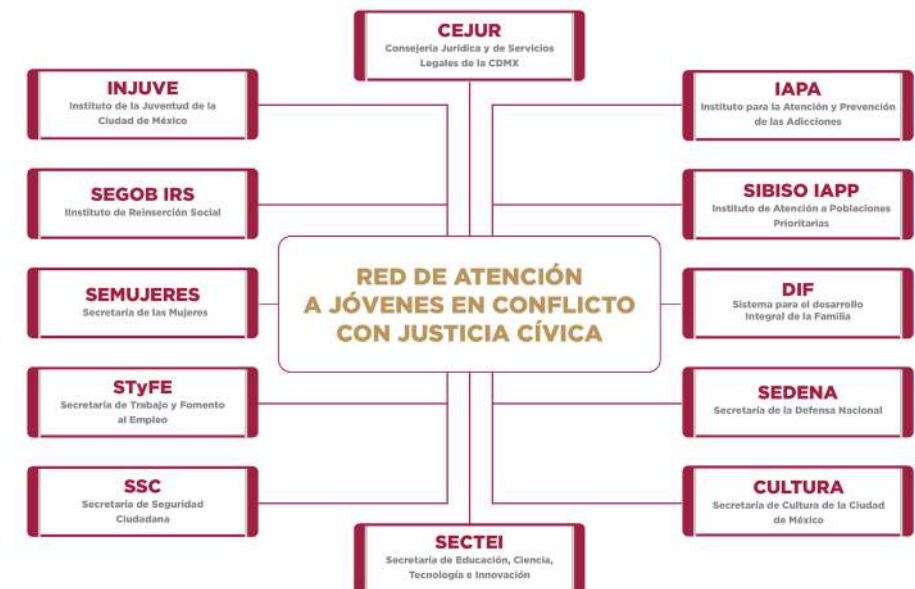 CEJUR
Consejería Jurídica y de Servicios
Legales de la CDMX
INJUVE
Instituto de la Juventud de la
Ciudad de México
IAPA
Instituto para la Atención y Prevención
de las Adicciones
SEGOB IRS
IInstituto de Reinserción Social
SIBISO IAPP
Instituto de Atención a Poblaciones
Prioritarias
RED DE ATENCIÓN
A JÓVENES EN CONFLICTO
CON JUSTICIA CÍVICA
SEMUJERES
Secretaría de las Mujeres
DIF
Sistema para el desarrollo
Integral de la Familia
STyFE
Secretaría de Trabajo y Fomento
al Empleo
SEDENA
Secretaría de la Defensa Nacional
SSC
Secretaría de Seguridad
Ciudadana
CULTURA
Secretaría de Cultura de la Ciudad
de México
SECTEI
Secretaría de Educación, Ciencia,
Tecnología e Innovación